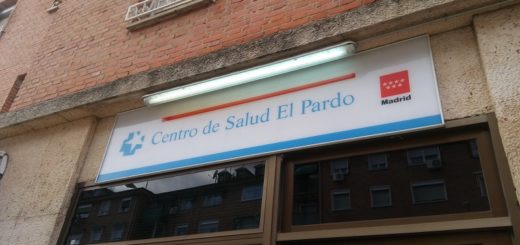 Centro de Salud El Pardo
Madrid